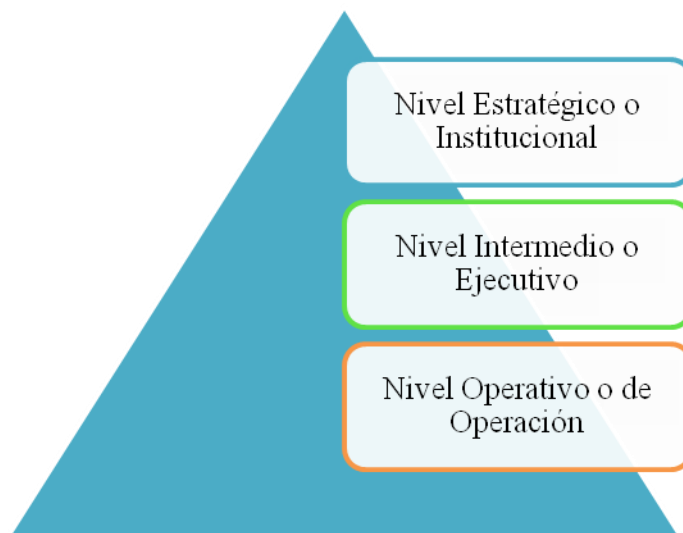 Nivel Estratégico o
Institucional
Nivel Intermedio o
Ejecutivo
Nivel Operativo o de
Operación